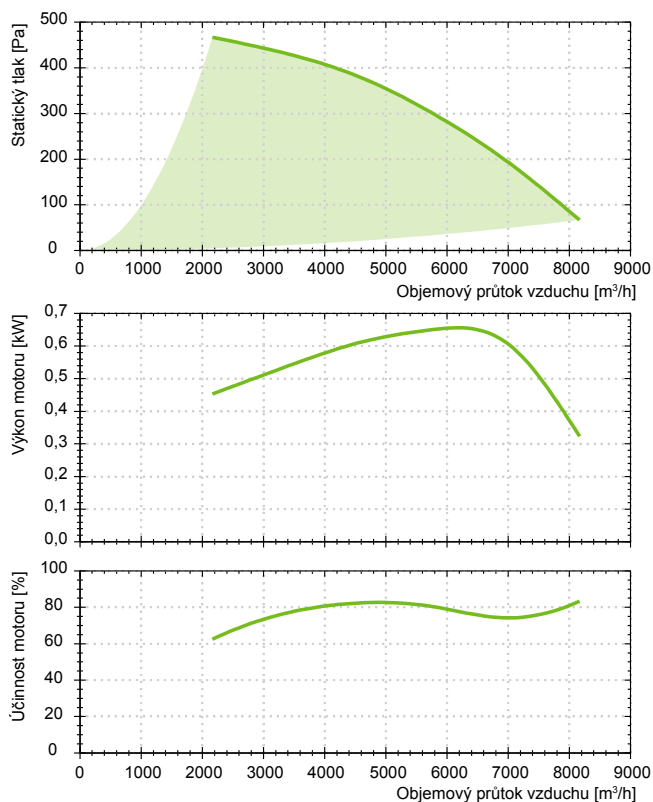 Statický tlak [Pa]
500
400
300
200
100
0
0 1000 2000 3000 4000 5000 6000 7000 8000 9000
Objemový průtok vzduchu [m³/h]
Výkon motoru [kW]
0,7
0,6
0,5
0,4
0,3
0,2
0,1
0,0
Účinnost motoru [%]
100
80
60
40
20
0
0 1000 2000 3000 4000 5000 6000 7000 8000 9000
Objemový průtok vzduchu [m³/h]